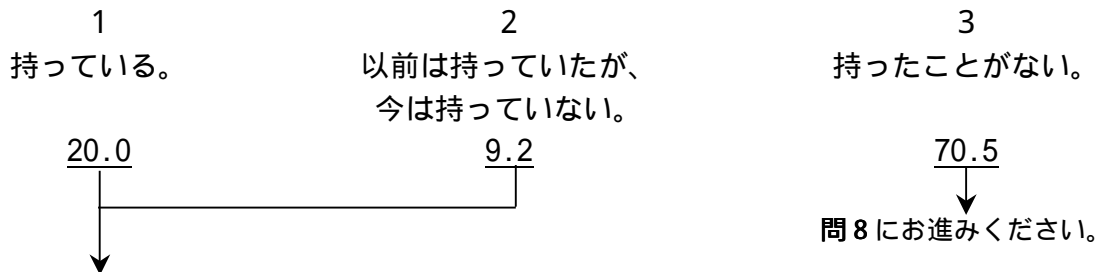 1 2 3
持っている。 以前は持っていたが、 持ったことがない。
今は持っていない。
20.0 9.2 70.5
問8にお進みください。